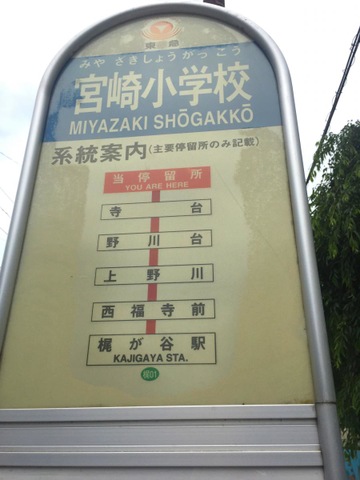 東急
みやざきしょうがっこう
宮崎小学校
MIYAZAKI SHŌGAKKŌ
系統案内(主要停留所のみ記載)
当停留所
YOU ARE HERE
寺台
野川台
上野川
西福寺前
梶が谷駅
KAJIGAYA STA.
梶01